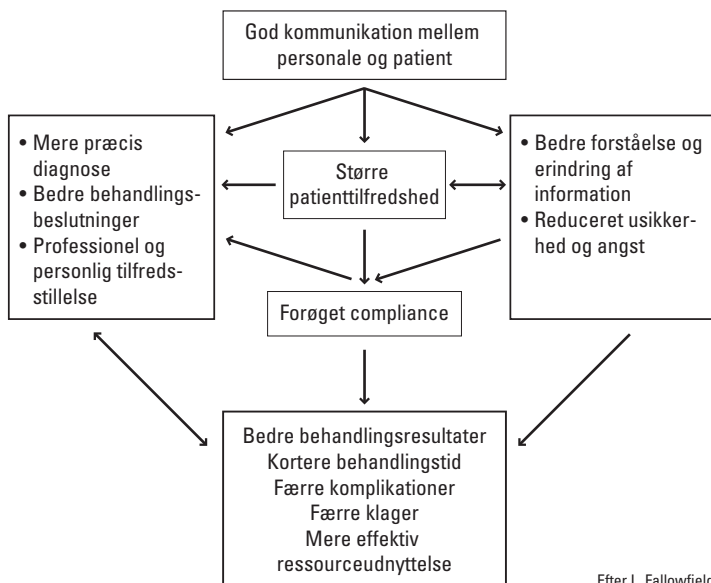 God kommunikation mellem
personale og patient
• Mere præcis
diagnose
• Bedre behandlings-
beslutninger
• Professionel og
personlig tilfreds-
stillelse
Større
patienttilfredshed
• Bedre forståelse og
erindring af
information
• Reduceret usikker-
hed og angst
Forøget compliance
Bedre behandlingsresultater
Kortere behandlingstid
Færre komplikationer
Færre klager
Mere effektiv
ressourceudnyttelse
Efter L. Fallowfield